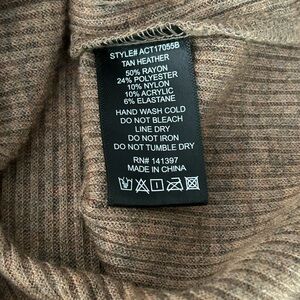 STYLE# ACT17055B
TAN HEATHER
50% RAYON
24% POLYESTER
10% NYLON
10% ACRYLIC
6% ELASTANE
HAND WASH COLD
DO NOT BLEACH
LINE DRY
DO NOT IRON
DO NOT TUMBLE DRY
RN# 141397
MADE IN CHINA